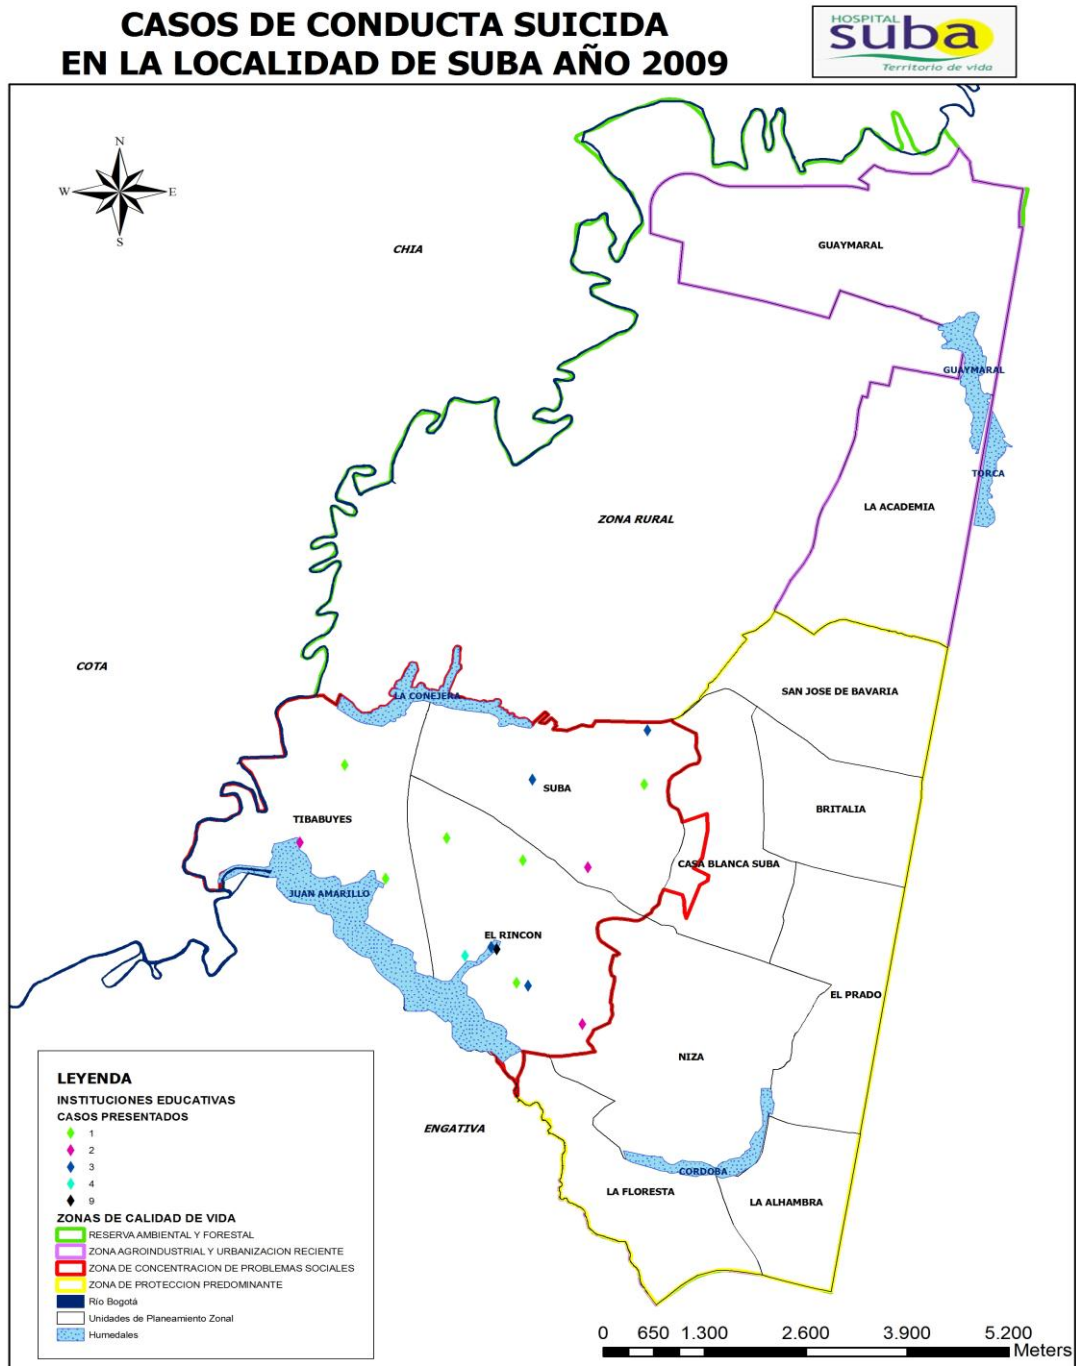 CASOS DE CONDUCTA SUICIDA
EN LA LOCALIDAD DE SUBA AÑO 2009
HOSPITAL
suba
Territorio de vida
N
W
E
S
CHIA
GUAYMARAL
GUAYMARAL
TORCA
LA ACADEMIA
ZONA RURAL
COTA
SAN JOSE DE BAVARIA
LA CONEJERA
SUBA
BRITALIA
TIBABUYES
CASA BLANCA SUBA
JUAN AMARILLO
EL RINCON
EL PRADO
NIZA
ENGATIVA
CORDOBA
LA FLORESTA
LA ALHAMBRA
LEYENDA
INSTITUCIONES EDUCATIVAS
CASOS PRESENTADOS
1
2
3
4
9
ZONAS DE CALIDAD DE VIDA
RESERVA AMBIENTAL Y FORESTAL
ZONA AGROINDUSTRIAL Y URBANIZACION RECIENTE
ZONA DE CONCENTRACION DE PROBLEMAS SOCIALES
ZONA DE PROTECCION PREDOMINANTE
Río Bogotá
Unidades de Planeamiento Zonal
Humedales
0 650 1.300 2.600 3.900 5.200
Meters